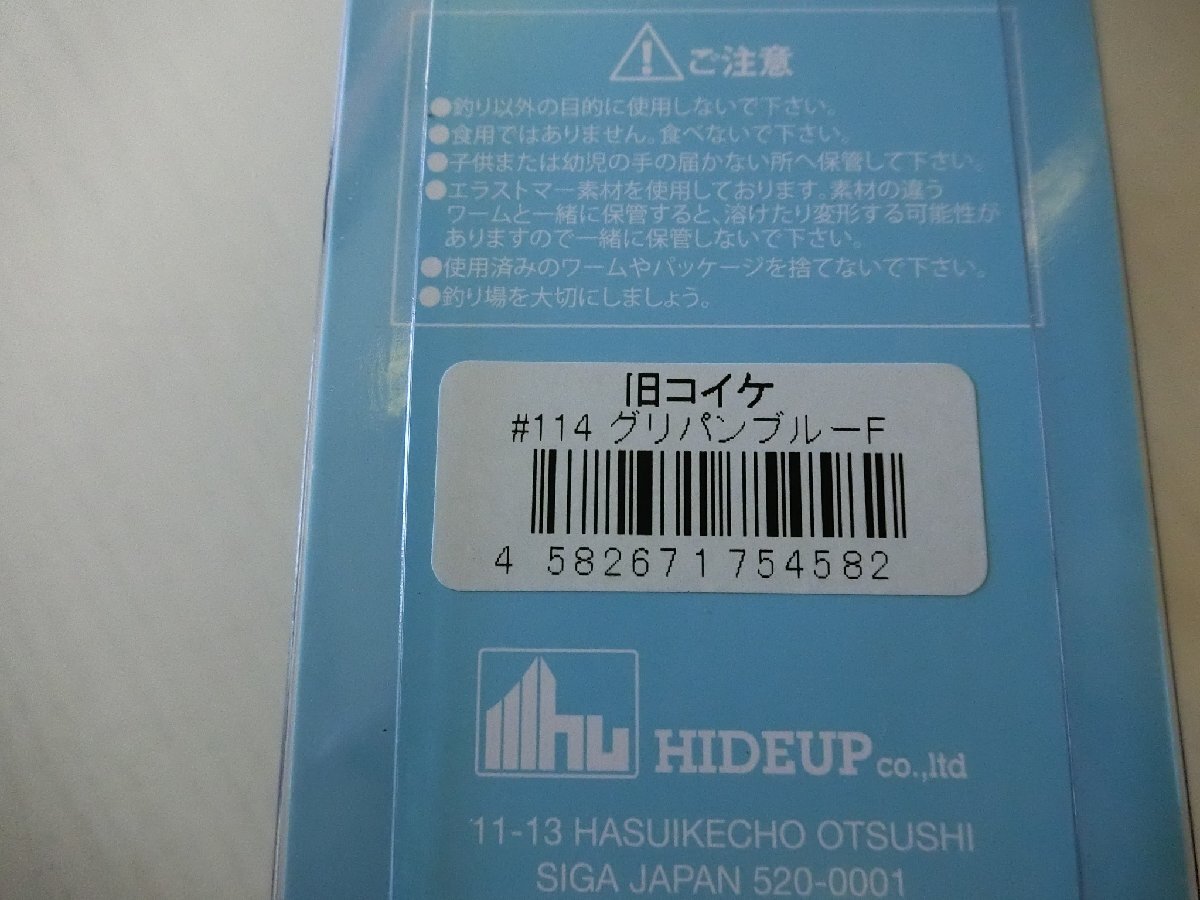 ご注意
●釣り以外の目的に使用しないで下さい。
●食用ではありません。食べないで下さい。
●子供または幼児の手の届かない所へ保管して下さい。
●エラストマー素材を使用しております。素材の違う
ワームと一緒に保管すると、溶けたり変形する可能性が
ありますので一緒に保管しないで下さい。
●使用済みのワームやパッケージを捨てないで下さい。
●釣り場を大切にしましょう。
旧コイケ
#114 グリパンブルーF
4 582671 754582
hu HIDEUP co.,ltd
11-13 HASUIKECHO OTSUSHI
SIGA JAPAN 520-0001